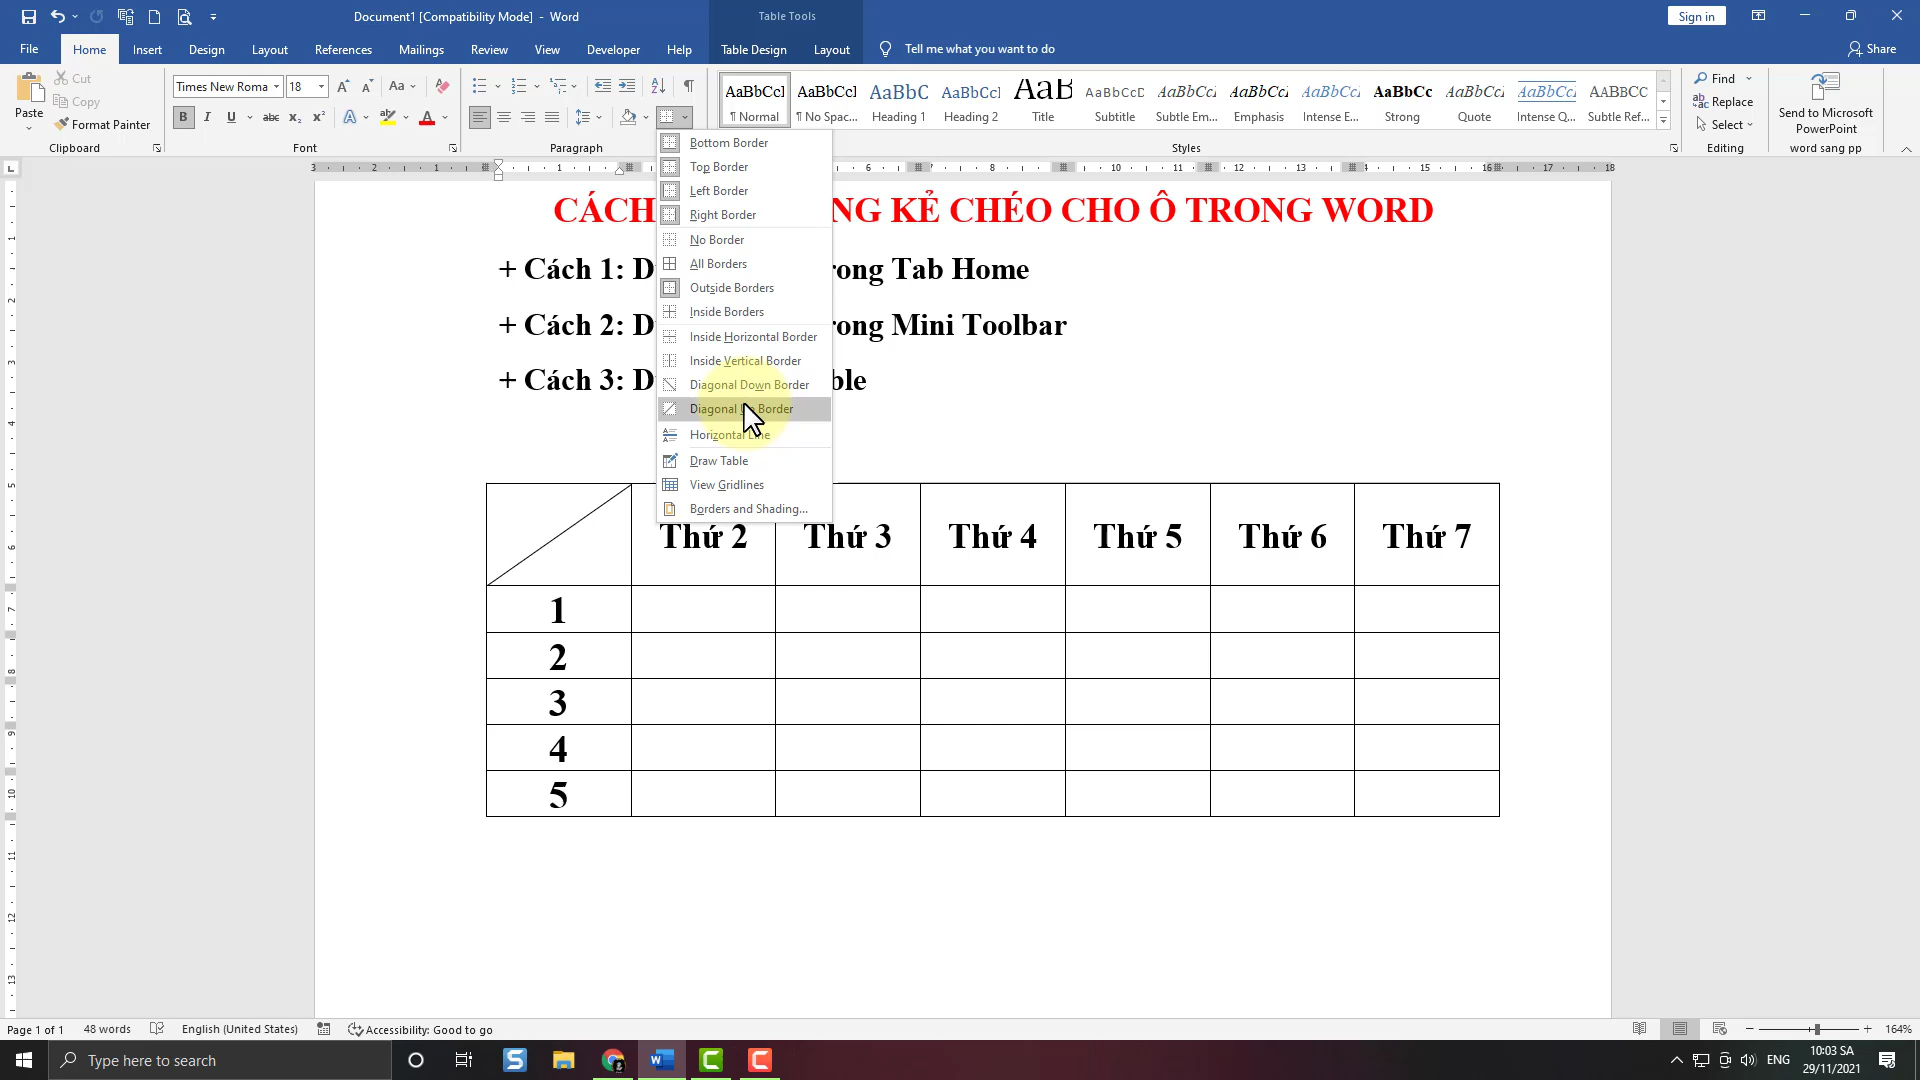 Document1 [Compatibility Mode] - Word
Table Tools
Sign in
File Home Insert Design Layout References Mailings Review View Developer Help Table Design Layout Tell me what you want to do Share
Paste
Cut
Copy
Format Painter
Clipboard
Times New Roma 18
Font
Paragraph
AaBbCcI AaBbCcI AaBbC AaBbCcI AaB AaBbCcD AaBbCcI AaBbCcI AaBbCcI AaBbCc AaBbCcI AaBbCcI AABBCC
¶ Normal ¶ No Spac... Heading 1 Heading 2 Title Subtitle Subtle Em... Emphasis Intense E... Strong Quote Intense Q... Subtle Ref...
Styles
Find
Replace
Select
Editing
Send to Microsoft
PowerPoint
word sang pp
Bottom Border
Top Border
Left Border
Right Border
No Border
All Borders
Outside Borders
Inside Borders
Inside Horizontal Border
Inside Vertical Border
Diagonal Down Border
Diagonal Up Border
Horizontal Line
Draw Table
View Gridlines
Borders and Shading...
CÁCH NG KẺ CHÉO CHO Ô TRONG WORD
+ Cách 1: D rong Tab Home
+ Cách 2: D rong Mini Toolbar
+ Cách 3: D ble
Thứ 2 Thứ 3 Thứ 4 Thứ 5 Thứ 6 Thứ 7
1
2
3
4
5
Page 1 of 1 48 words English (United States) Accessibility: Good to go 164%
Type here to search
ENG
10:03 SA
29/11/2021